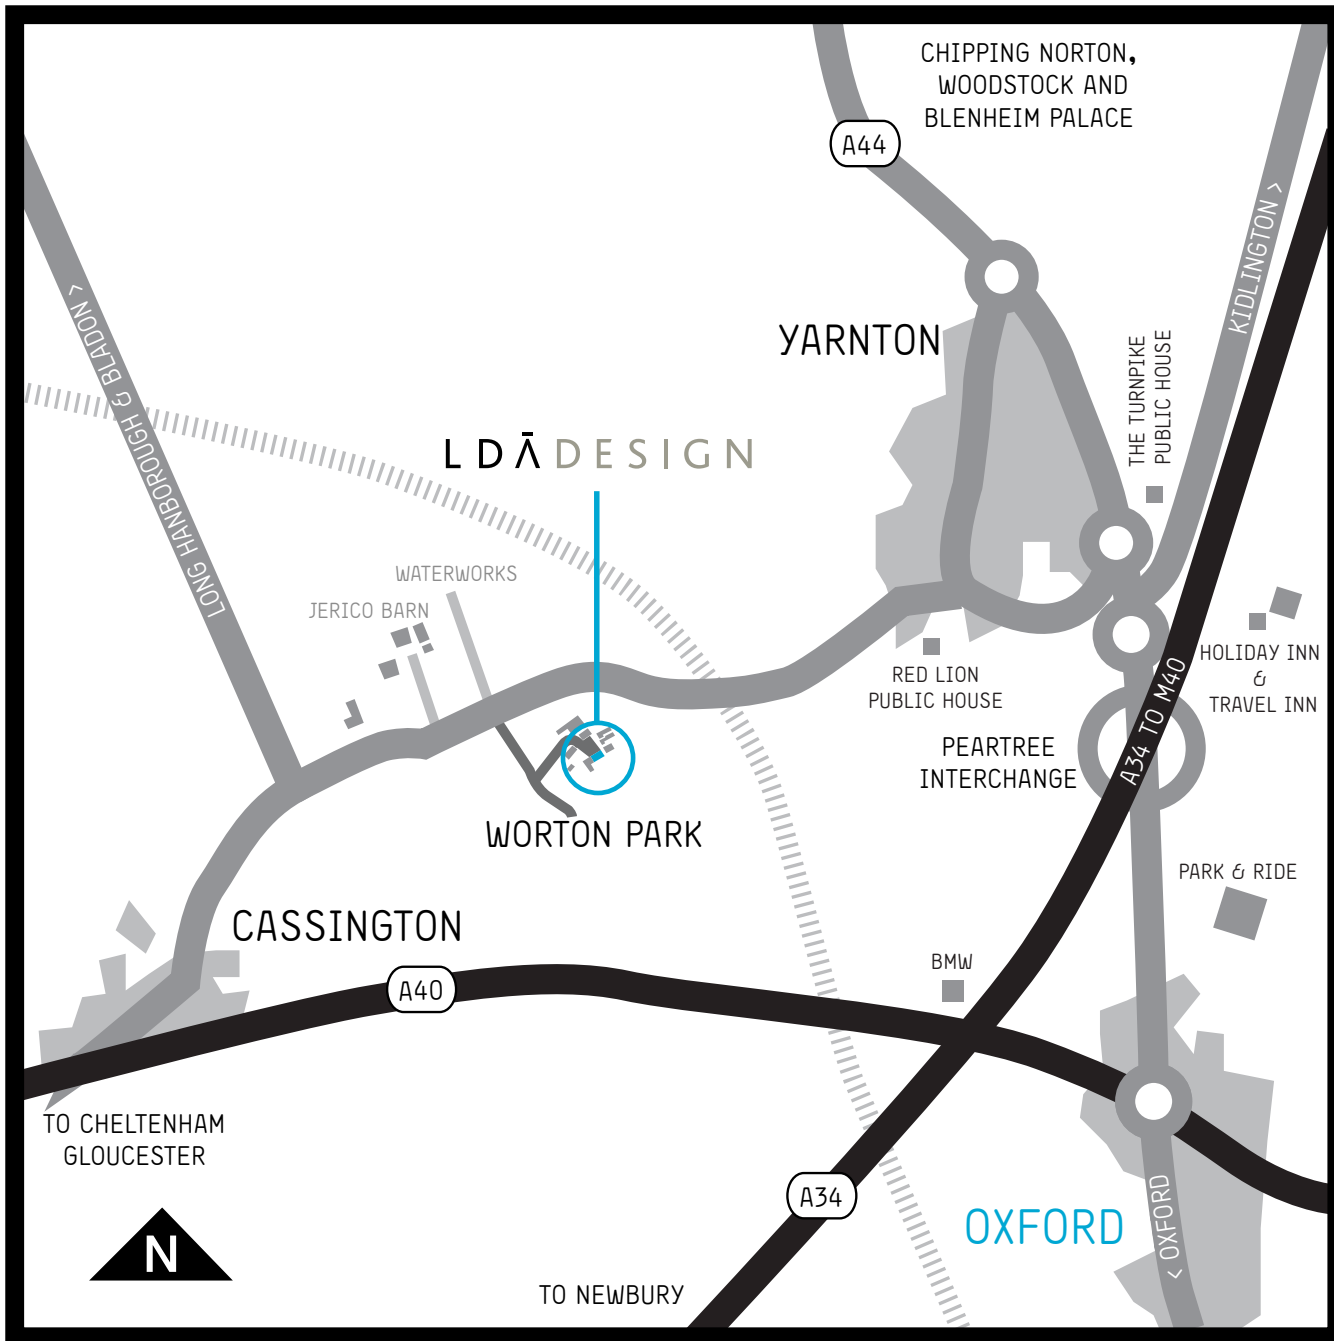 CHIPPING NORTON,
WOODSTOCK AND
BLENHEIM PALACE
A44
KIDLINGTON >
YARNTON
THE TURNPIKE
PUBLIC HOUSE
LONG HANBOROUGH & BLADON >
LDĀDESIGN
WATERWORKS
JERICO BARN
HOLIDAY INN
&
TRAVEL INN
RED LION
PUBLIC HOUSE
A34 TO M40
PEARTREE
INTERCHANGE
WORTON PARK
PARK & RIDE
CASSINGTON
BMW
A40
TO CHELTENHAM
GLOUCESTER
A34
OXFORD
< OXFORD
N
TO NEWBURY